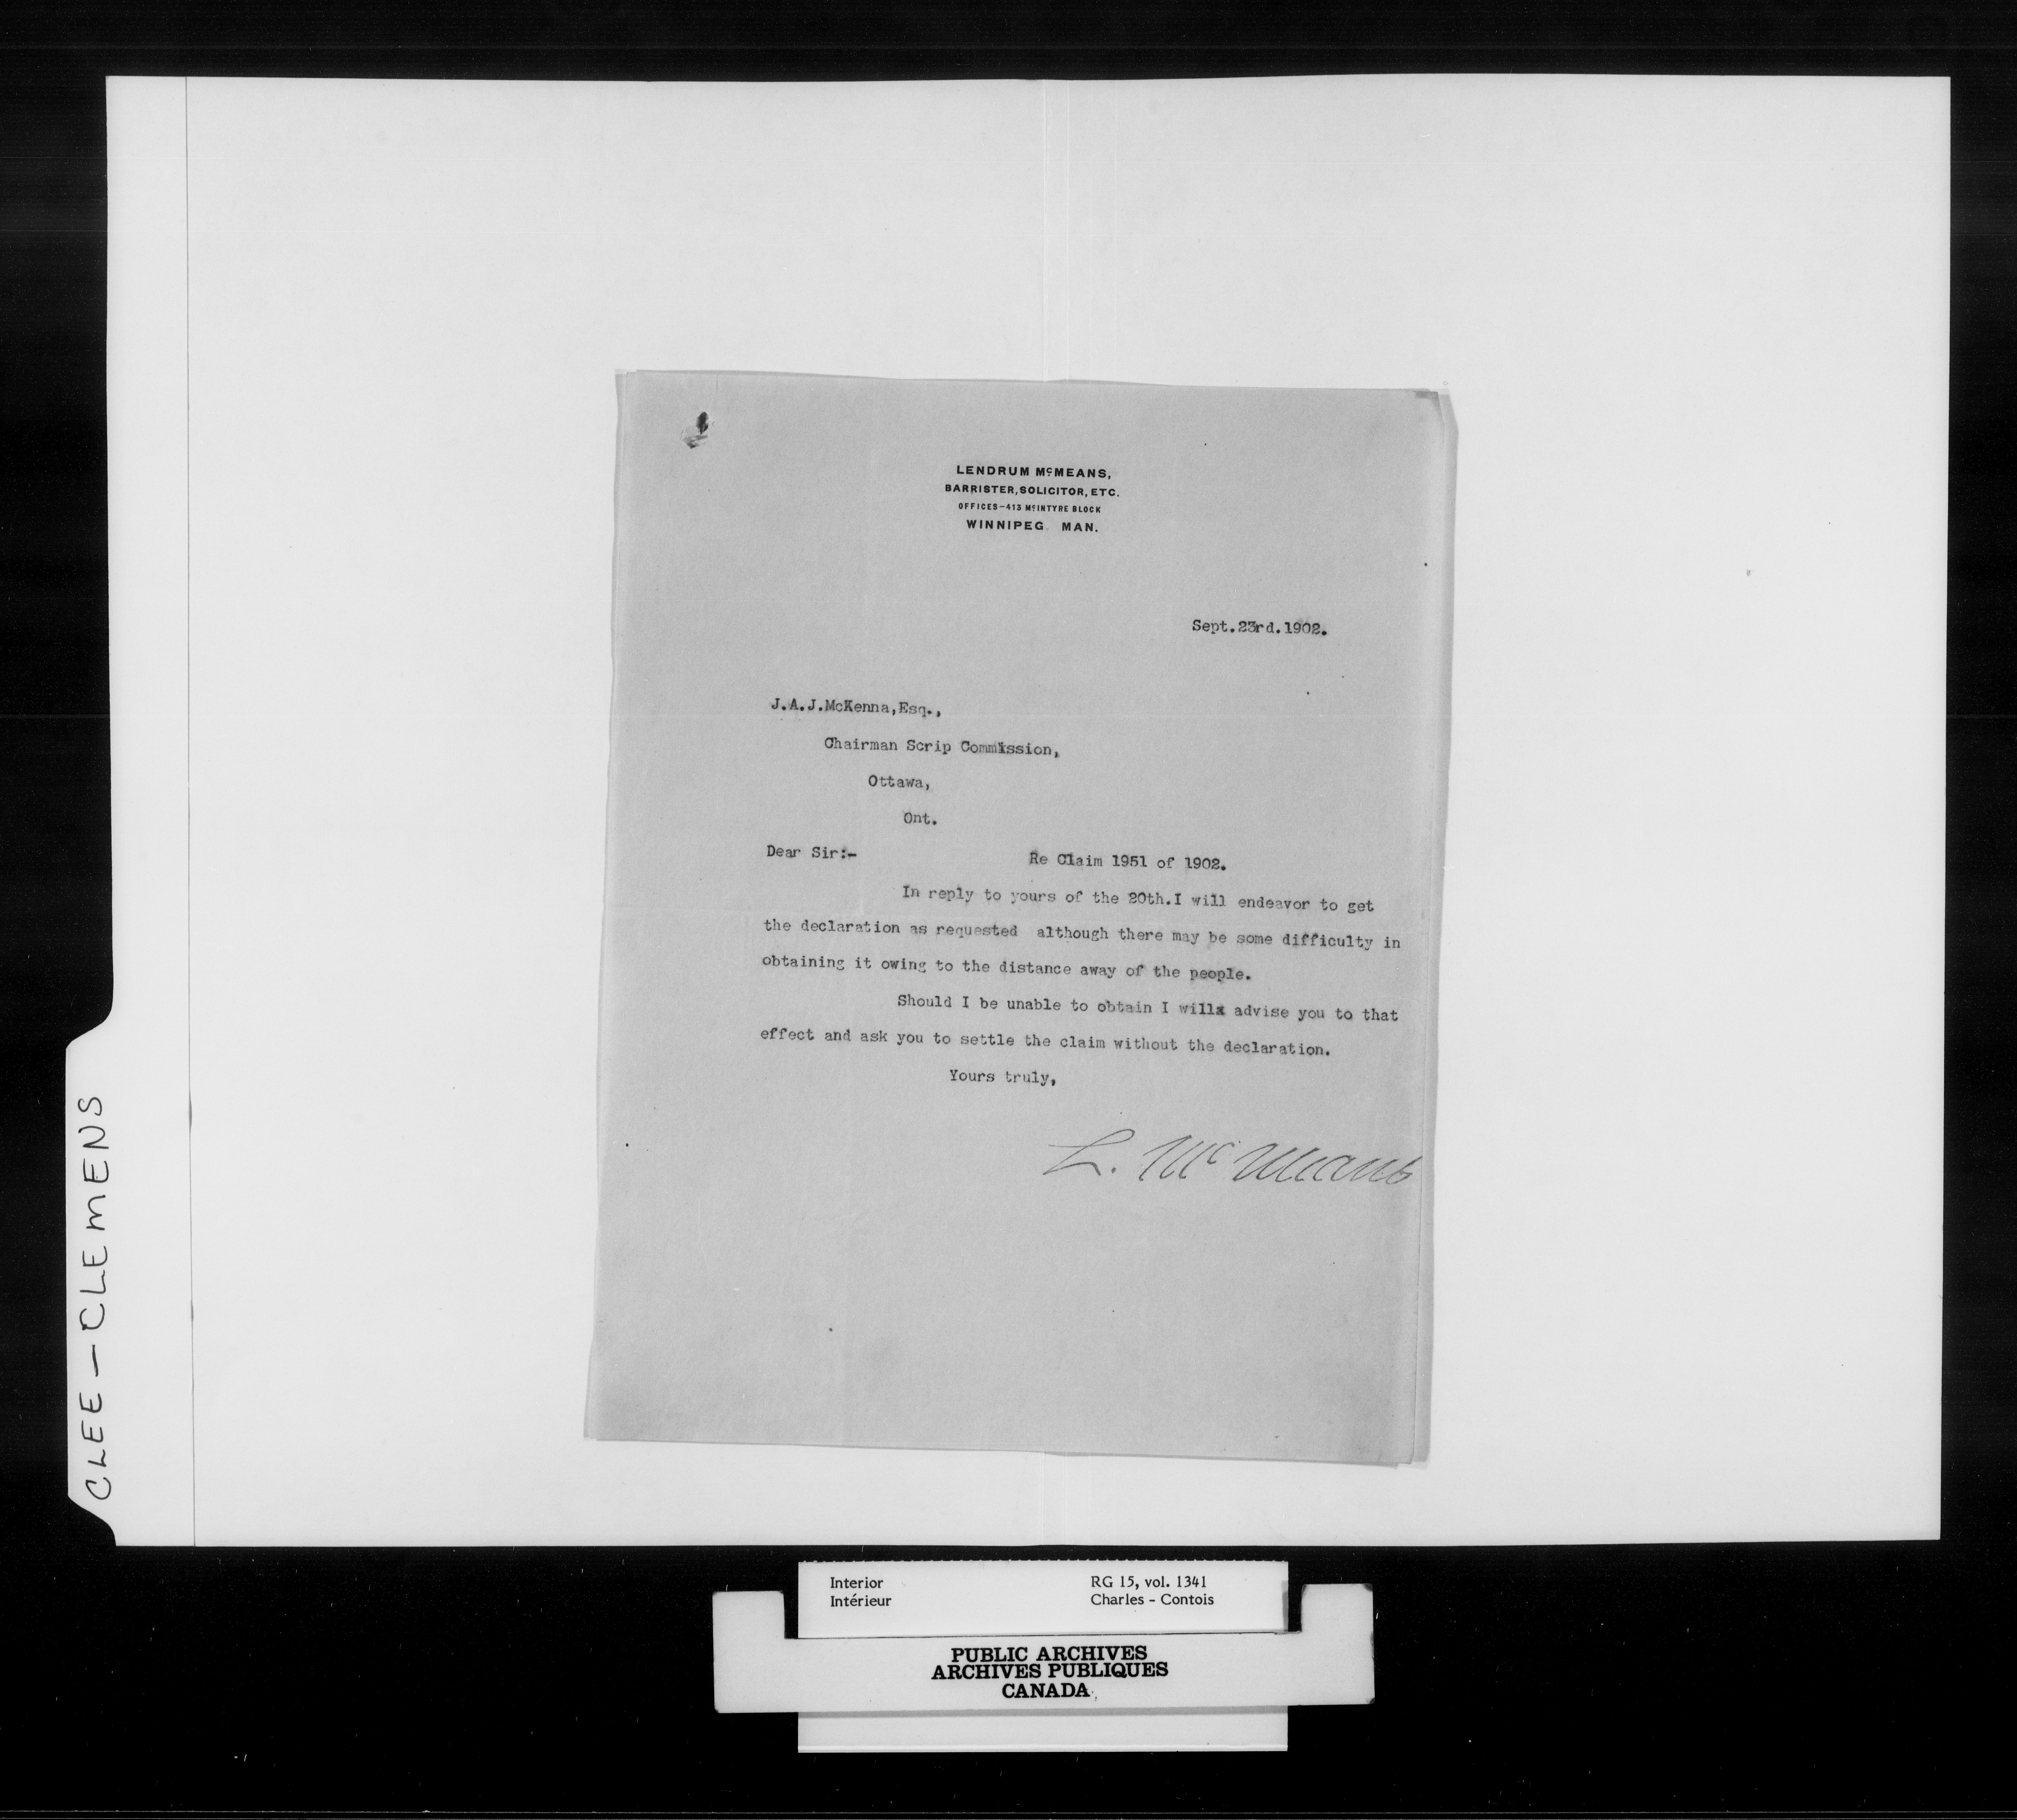 LENDRUM McMEANS,
BARRISTER, SOLICITOR, ETC.
OFFICES—413 McINTYRE BLOCK
WINNIPEG MAN.
Sept.23rd.1902.
J.A.J.McKenna,Esq.,
Chairman Scrip Commission,
Ottawa,
Ont.
Dear Sir:- Re Claim 1951 of 1902.
In reply to yours of the 20th.I will endeavor to get
the declaration as requested although there may be some difficulty in
obtaining it owing to the distance away of the people.
Should I be unable to obtain I willx advise you to that
effect and ask you to settle the claim without the declaration.
Yours truly,
L. McMeans
CLEE - CLEMENS
Interior RG 15, vol. 1341
Intérieur Charles - Contois
PUBLIC ARCHIVES
ARCHIVES PUBLIQUES
CANADA